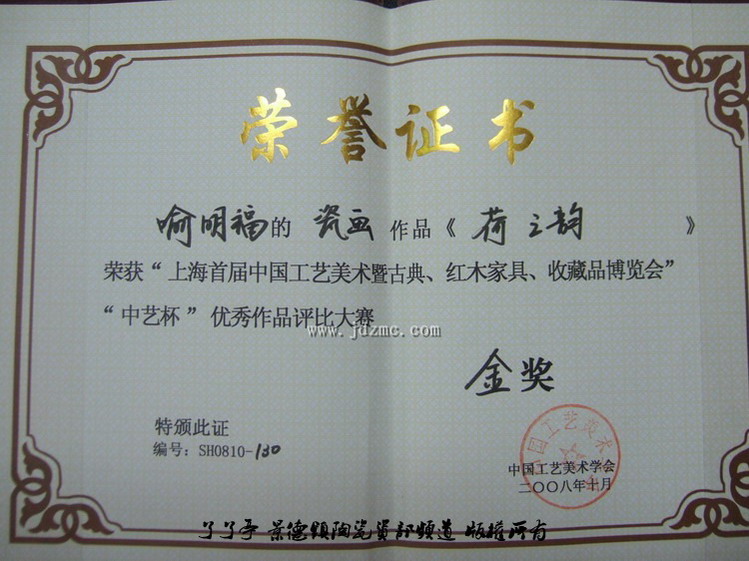 荣誉证书
喻明福的 瓷画 作品《 荷之韵 》
荣获“上海首届中国工艺美术暨古典、红木家具、收藏品博览会”
“中艺杯”优秀作品评比大赛
www.jdzmc.com
金奖
特颁此证
编号：SH0810-130
中国工艺美术学会
二〇〇八年十月
景德镇陶瓷资部频道 版權所有